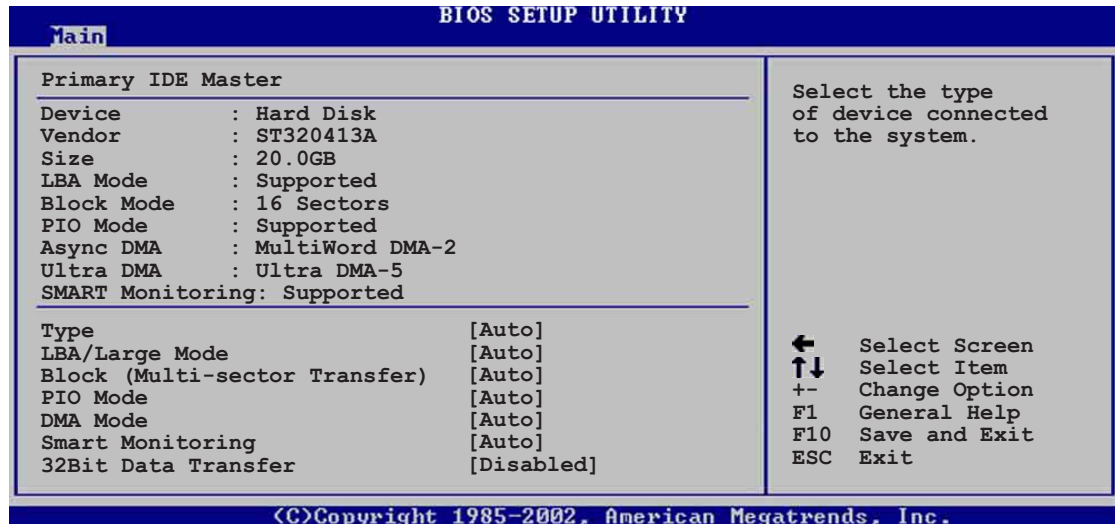 BIOS SETUP UTILITY
Main
Primary IDE Master
Device : Hard Disk
Vendor : ST320413A
Size : 20.0GB
LBA Mode : Supported
Block Mode : 16 Sectors
PIO Mode : Supported
Async DMA : MultiWord DMA-2
Ultra DMA : Ultra DMA-5
SMART Monitoring: Supported
Type [Auto]
LBA/Large Mode [Auto]
Block (Multi-sector Transfer) [Auto]
PIO Mode [Auto]
DMA Mode [Auto]
Smart Monitoring [Auto]
32Bit Data Transfer [Disabled]
Select the type
of device connected
to the system.
← Select Screen
↑↓ Select Item
+- Change Option
F1 General Help
F10 Save and Exit
ESC Exit
(C)Copyright 1985-2002, American Megatrends, Inc.